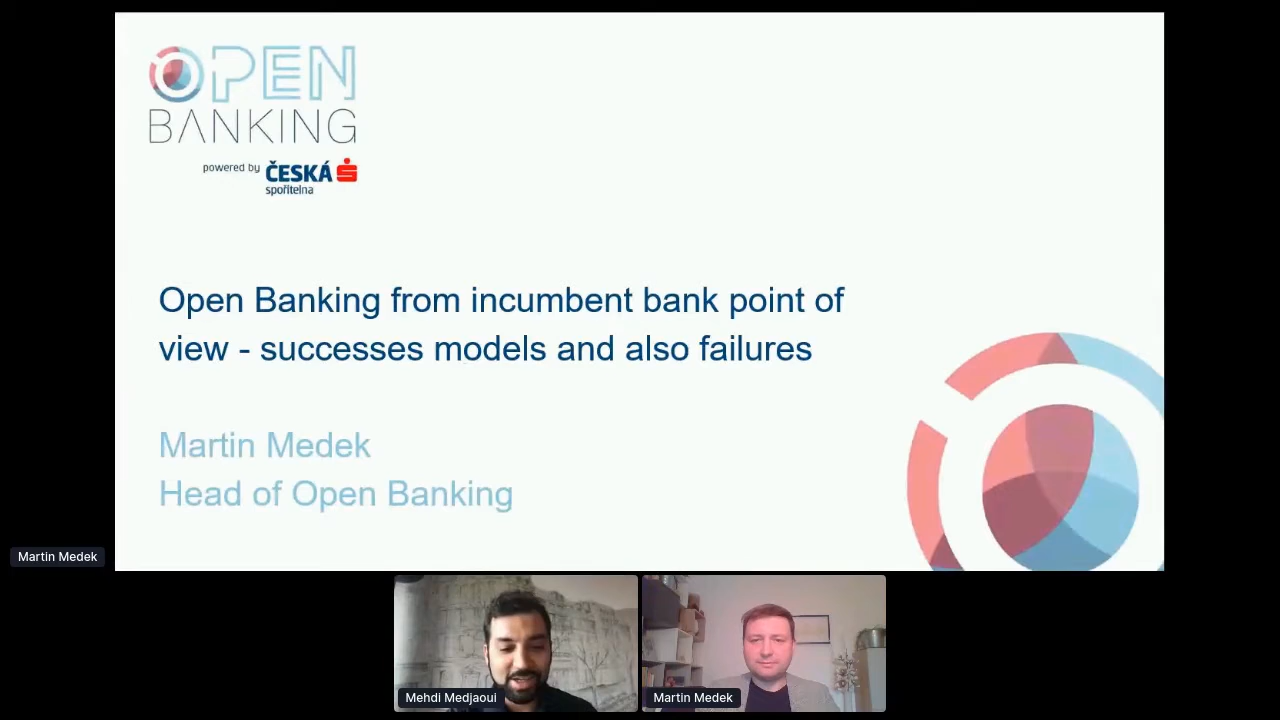 OPEN
BANKING
powered by ČESKÁ
spořitelna
Open Banking from incumbent bank point of
view - successes models and also failures
Martin Medek
Head of Open Banking
Martin Medek
Mehdi Medjaoui
Martin Medek